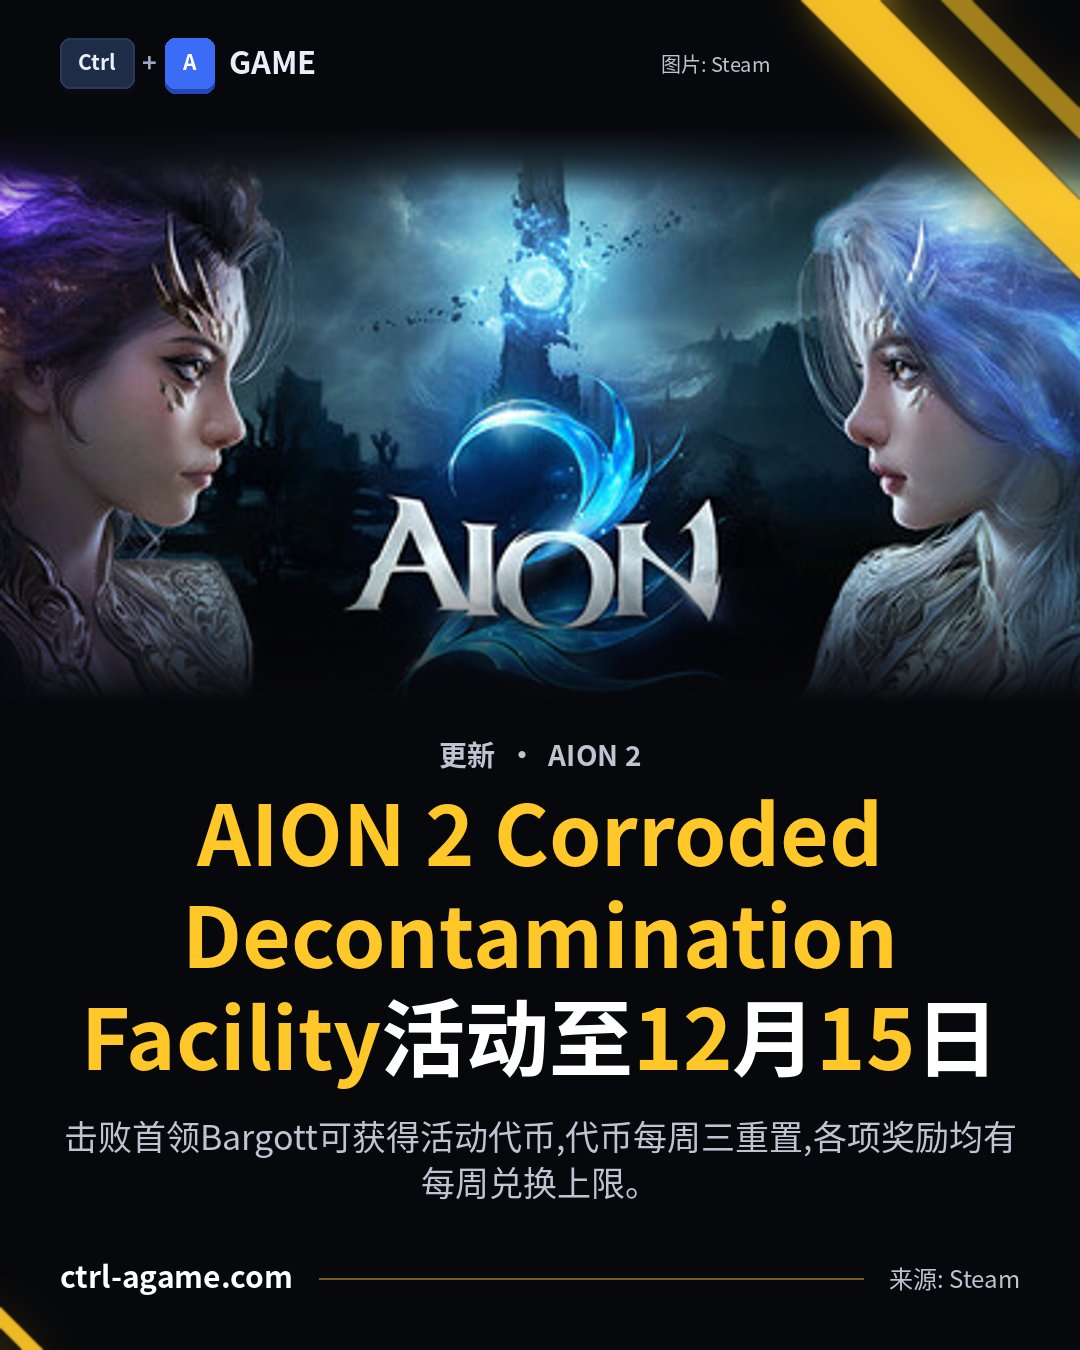 Ctrl + A GAME
图片: Steam
AION
2
更新 · AION 2
AION 2 Corroded
Decontamination
Facility活动至12月15日
击败首领Bargott可获得活动代币,代币每周三重置,各项奖励均有
每周兑换上限。
ctrl-agame.com
来源: Steam